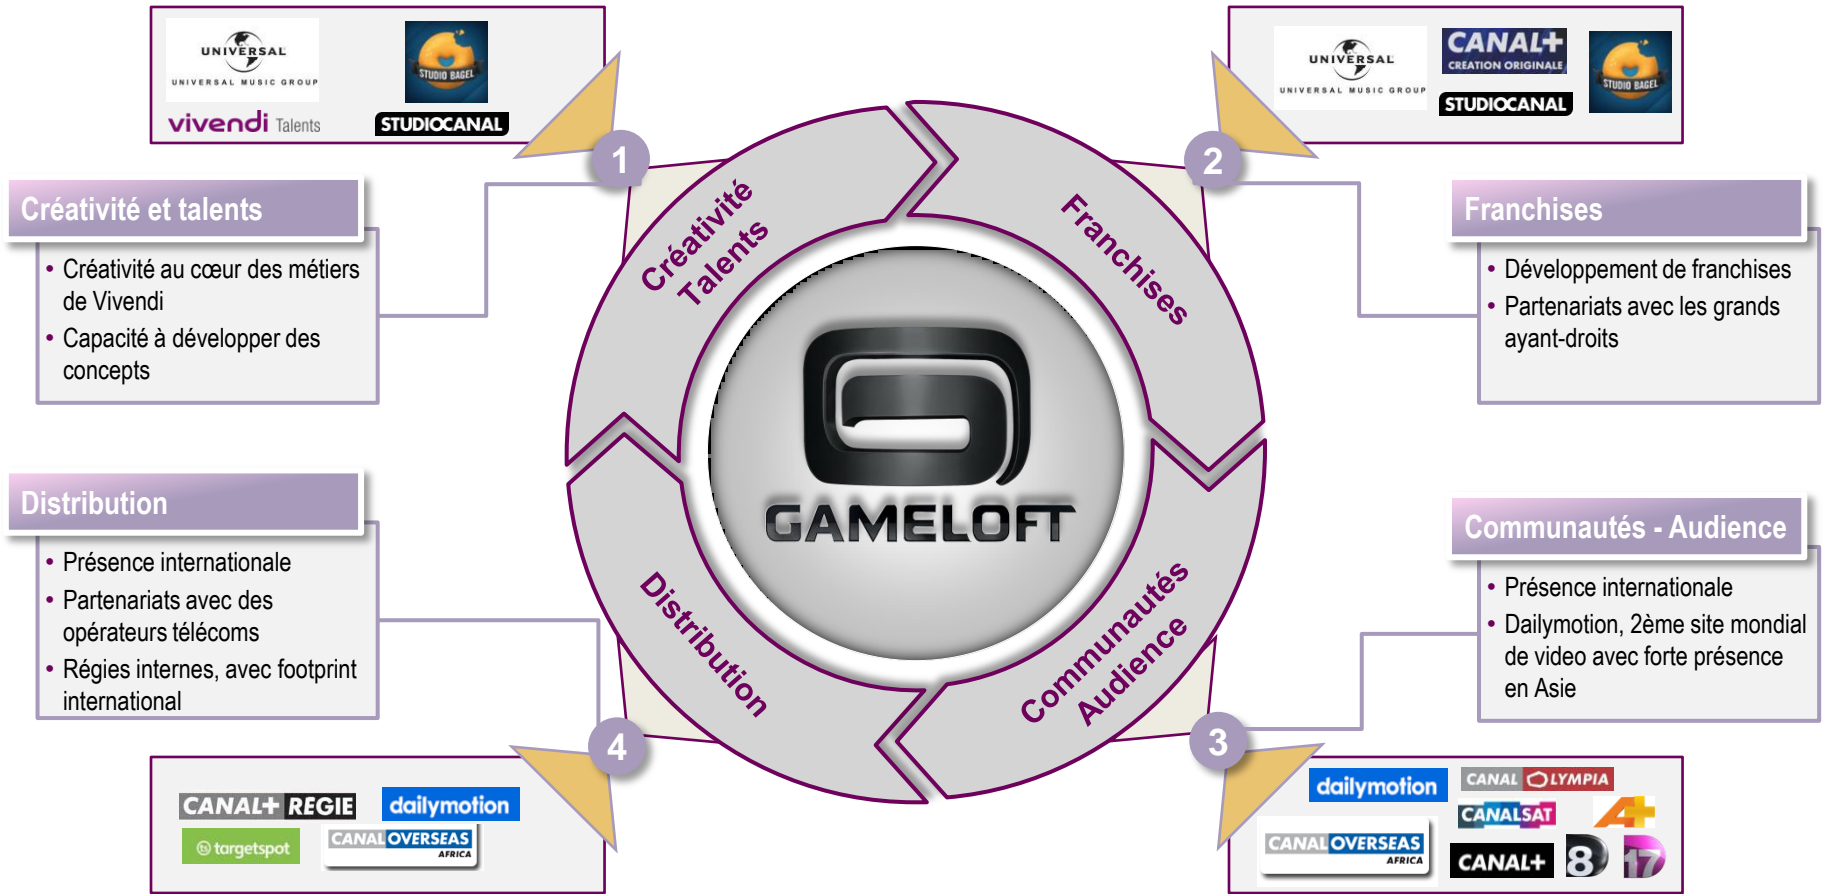 UNIVERSAL
UNIVERSAL MUSIC GROUP
STUDIO BAGEL
vivendi Talents
STUDIOCANAL
1
Créativité et talents
• Créativité au cœur des métiers
de Vivendi
• Capacité à développer des
concepts
UNIVERSAL
UNIVERSAL MUSIC GROUP
CANAL+
CREATION ORIGINALE
STUDIOCANAL
STUDIO BAGEL
2
Franchises
• Développement de franchises
• Partenariats avec les grands
ayant-droits
Créativité
Talents
Franchises
GAMELOFT
Distribution
Communautés
Audience
Distribution
• Présence internationale
• Partenariats avec des
opérateurs télécoms
• Régies internes, avec footprint
international
4
CANAL+ REGIE
dailymotion
targetspot
CANAL OVERSEAS
AFRICA
Communautés - Audience
• Présence internationale
• Dailymotion, 2ème site mondial
de video avec forte présence
en Asie
3
dailymotion
CANAL OLYMPIA
CANALSAT
A+
CANAL OVERSEAS
AFRICA
CANAL+
D8
D17